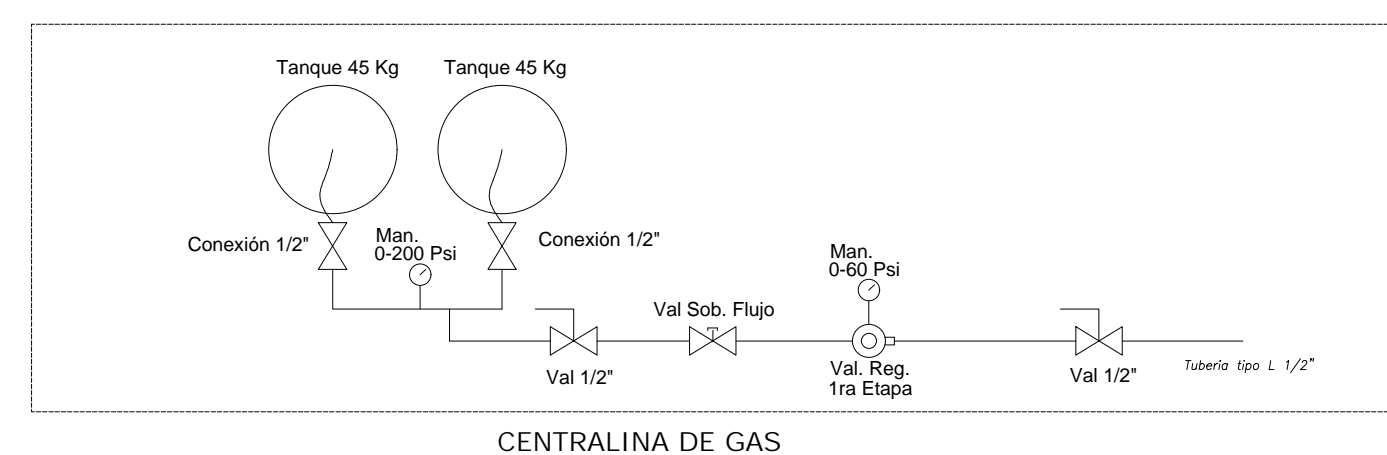 Tanque 45 Kg
Tanque 45 Kg
Conexión 1/2"
Man.
0-200 Psi
Conexión 1/2"
Man.
0-60 Psi
Val Sob. Flujo
Val 1/2"
Val. Reg.
1ra Etapa
Val 1/2"
Tuberia tipo L 1/2"
CENTRALINA DE GAS